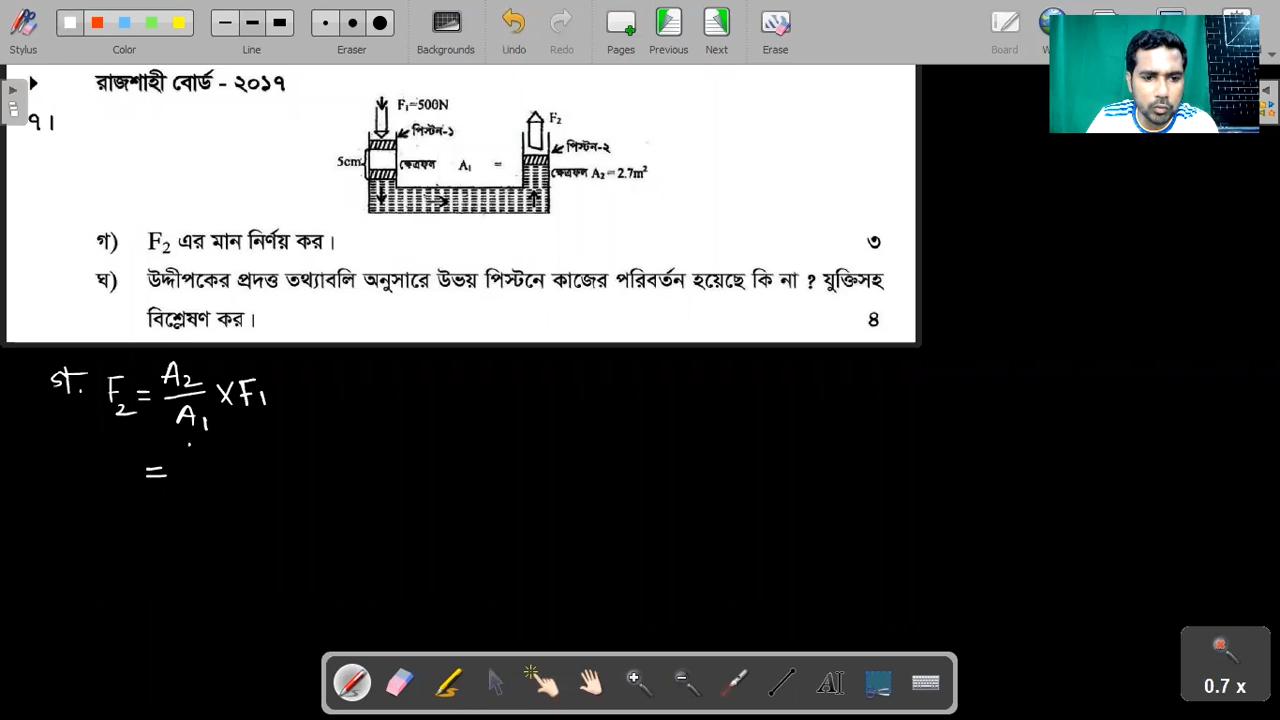 Stylus Color Line Eraser Backgrounds Undo Redo Pages Previous Next Erase Board
রাজশাহী বোর্ড - ২০১৭
৭।
F₁=500N
F₂
পিস্টন-১
পিস্টন-২
5cm
ক্ষেত্রফল A₁ =
ক্ষেত্রফল A₂ = 2.7m²
গ) F₂ এর মান নির্ণয় কর। ৩
ঘ) উদ্দীপকের প্রদত্ত তথ্যাবলি অনুসারে উভয় পিস্টনে কাজের পরিবর্তন হয়েছে কি না ? যুক্তিসহ
বিশ্লেষণ কর। ৪
F₂ = A₂/A₁ × F₁
=
0.7 x